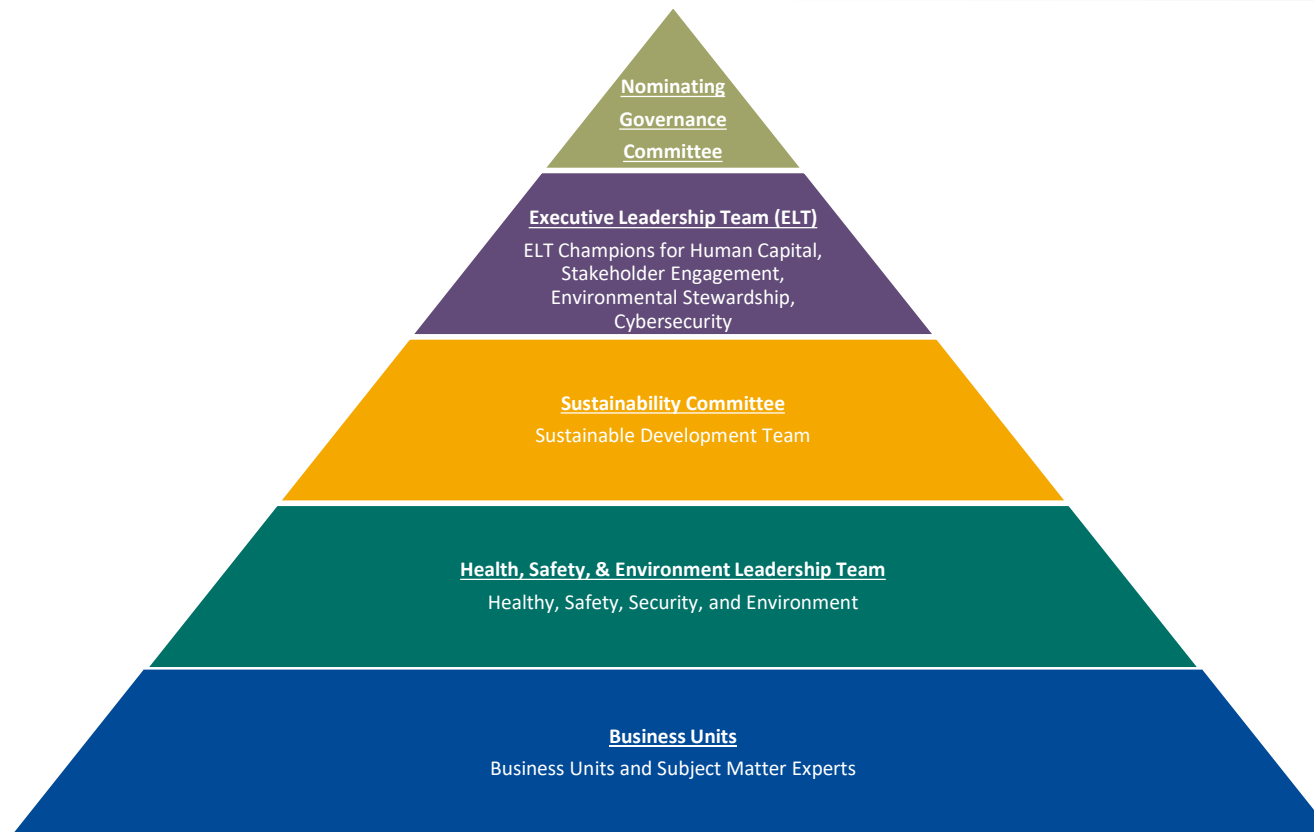 Nominating
Governance
Committee
Executive Leadership Team (ELT)
ELT Champions for Human Capital,
Stakeholder Engagement,
Environmental Stewardship,
Cybersecurity
Sustainability Committee
Sustainable Development Team
Health, Safety, & Environment Leadership Team
Healthy, Safety, Security, and Environment
Business Units
Business Units and Subject Matter Experts